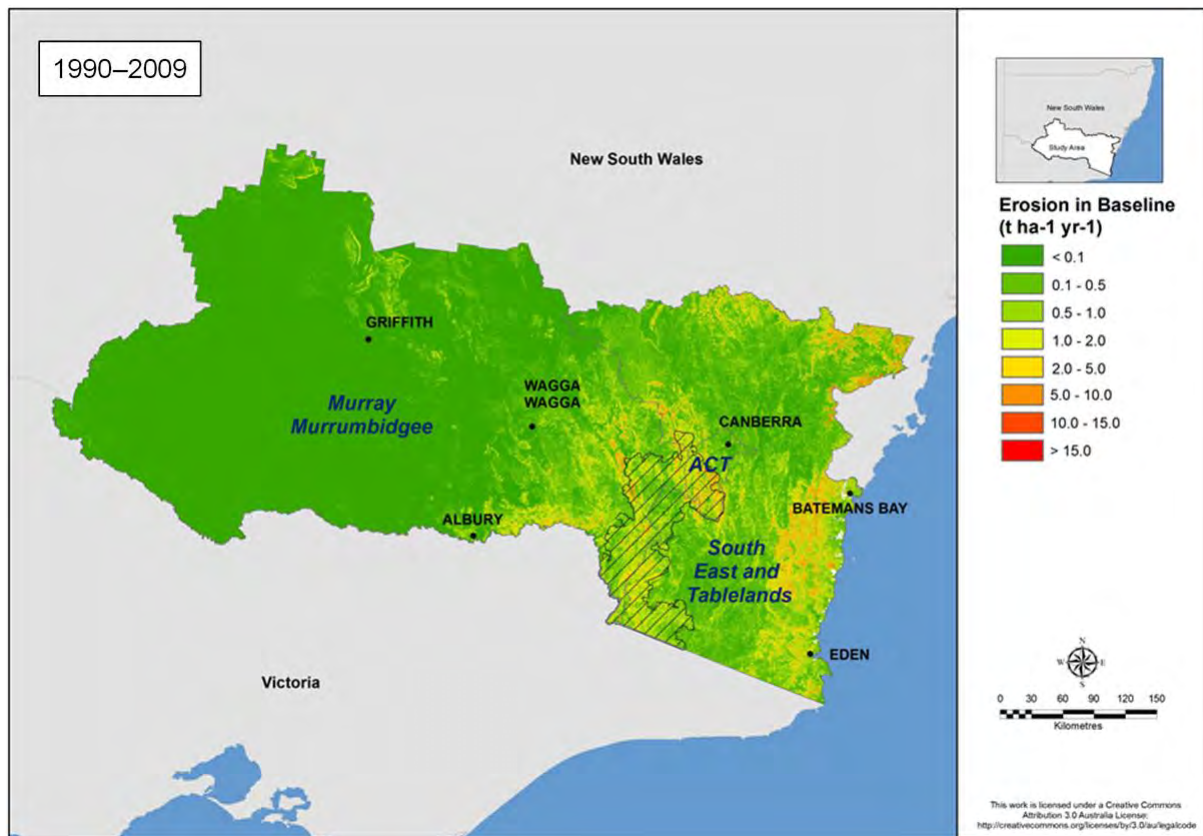 1990–2009
New South Wales
GRIFFITH
Murray
Murrumbidgee
WAGGA
WAGGA
CANBERRA
ACT
BATEMANS BAY
ALBURY
South
East and
Tablelands
EDEN
Victoria
New South Wales
Study Area
Erosion in Baseline
(t ha-1 yr-1)
< 0.1
0.1 - 0.5
0.5 - 1.0
1.0 - 2.0
2.0 - 5.0
5.0 - 10.0
10.0 - 15.0
> 15.0
N
W E
S
0 30 60 90 120 150
Kilometres
This work is licensed under a Creative Commons
Attribution 3.0 Australia License:
http://creativecommons.org/licenses/by/3.0/au/legalcode